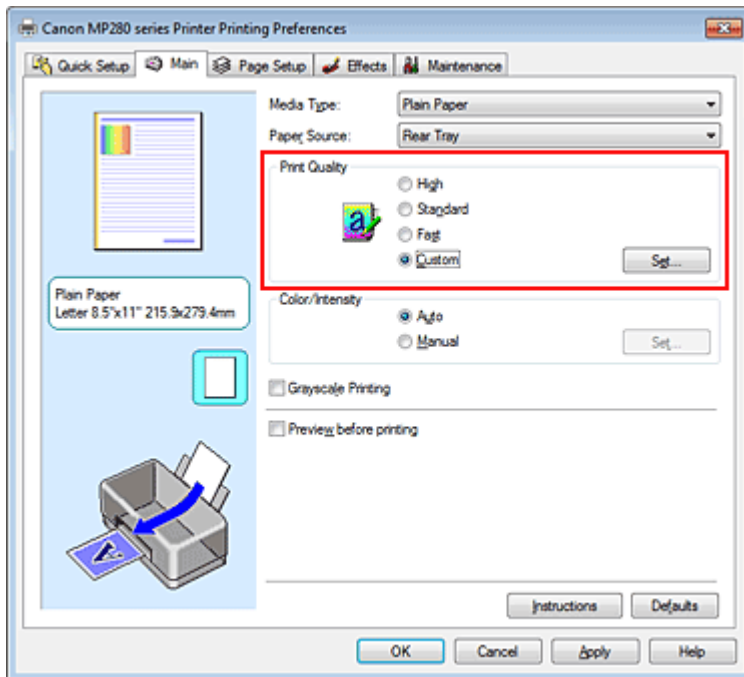 Canon MP280 series Printer Printing Preferences
Quick Setup Main Page Setup Effects Maintenance
Media Type: Plain Paper
Paper Source: Rear Tray
Print Quality
High
a Standard
Fast
Custom Set...
Plain Paper
Letter 8.5"x11" 215.9x279.4mm
Color/Intensity
Auto
Manual Set...
Grayscale Printing
Preview before printing
A
Instructions Defaults
OK Cancel Apply Help